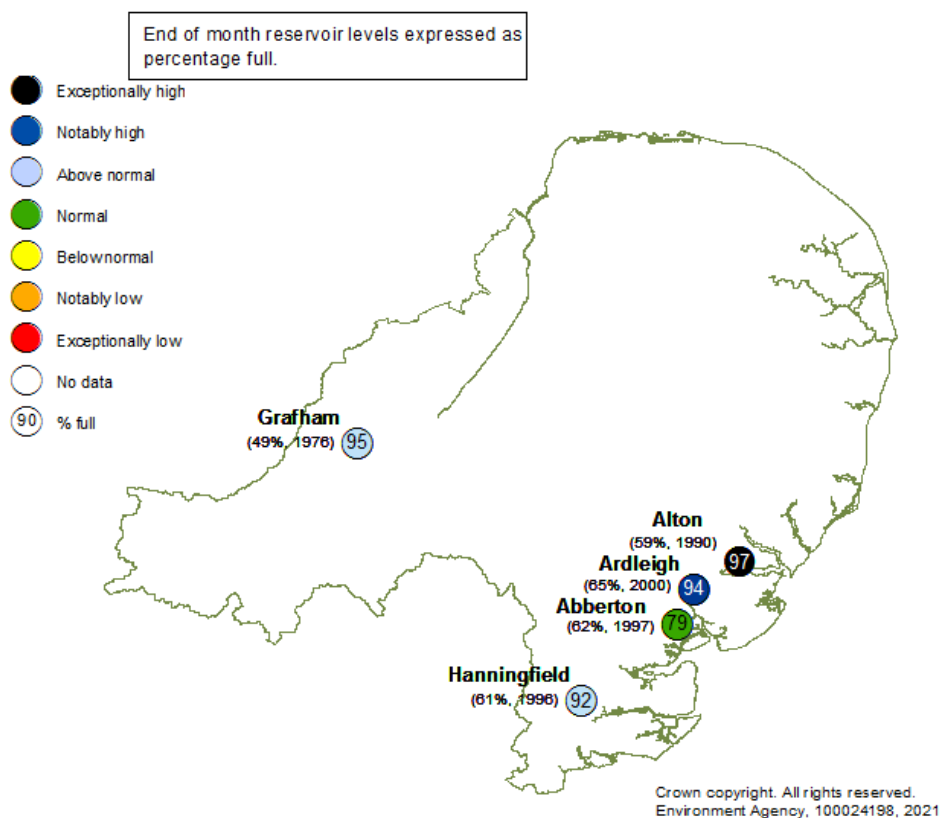 End of month reservoir levels expressed as
percentage full.
Exceptionally high
Notably high
Above normal
Normal
Below normal
Notably low
Exceptionally low
No data
90 % full
Grafham
(49%, 1976) 95
Alton
(59%, 1990) 97
Ardleigh
(65%, 2000) 94
Abberton
(62%, 1997) 79
Hanningfield
(61%, 1996) 92
Crown copyright. All rights reserved.
Environment Agency, 100024198, 2021